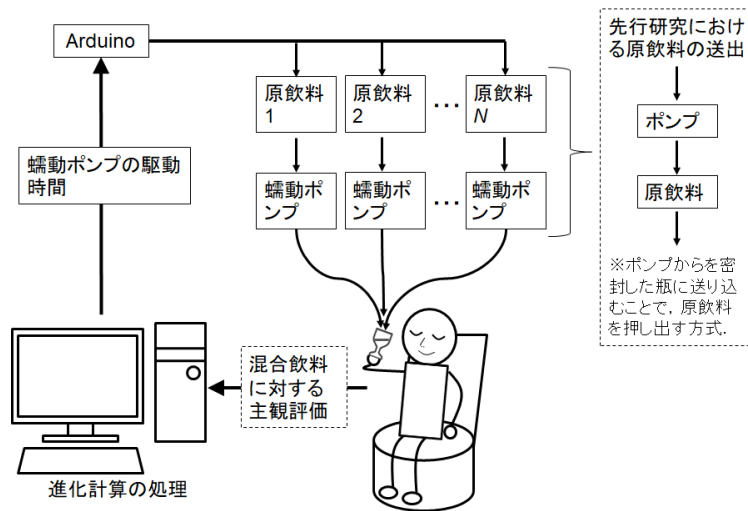 Arduino
先行研究におけ
る原飲料の送出
原飲料
1
原飲料
2
…
原飲料
N
ポンプ
蠕動ポンプの駆動
時間
蠕動ポ
ンプ
蠕動ポ
ンプ
…
蠕動ポ
ンプ
原飲料
※ポンプからを密
封した瓶に送り込
むことで，原飲料
を押し出す方式.
混合飲料
に対する
主観評価
進化計算の処理